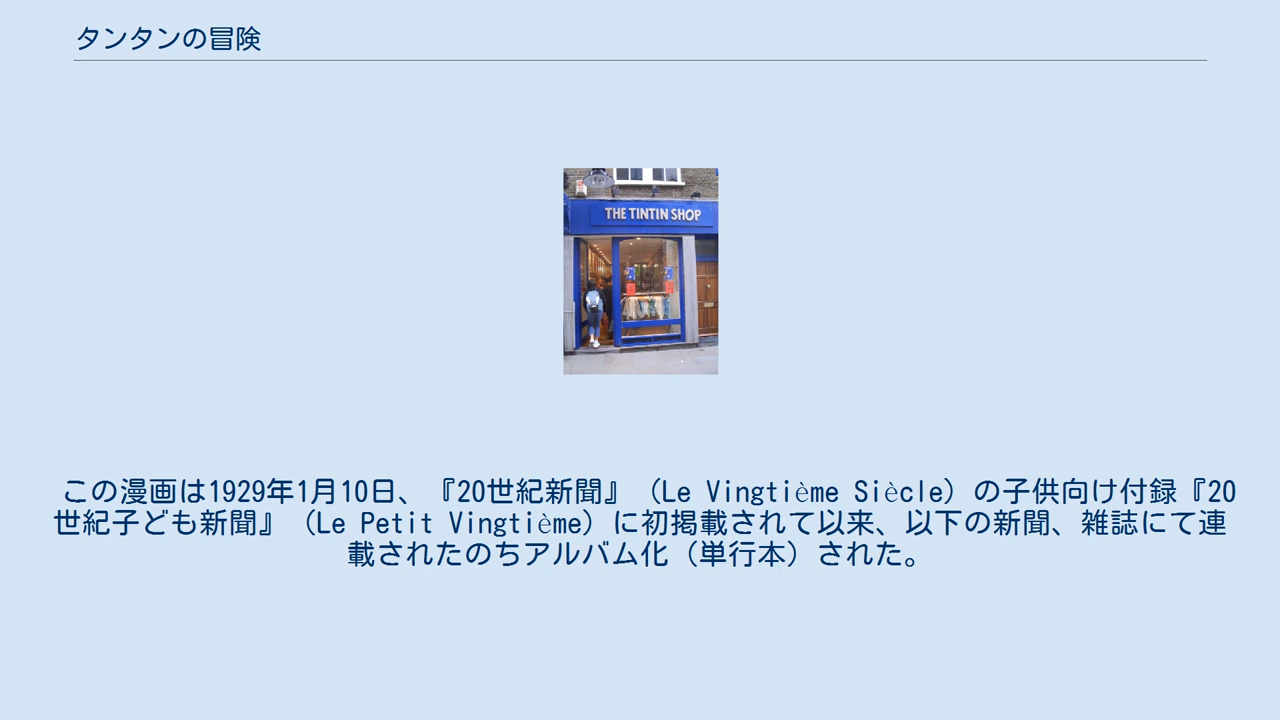 タンタンの冒険
THE TINTIN SHOP
この漫画は1929年1月10日、『20世紀新聞』（Le Vingtième Siècle）の子供向け付録『20
世紀子ども新聞』（Le Petit Vingtième）に初掲載されて以来、以下の新聞、雑誌にて連
載されたのちアルバム化（単行本）された。